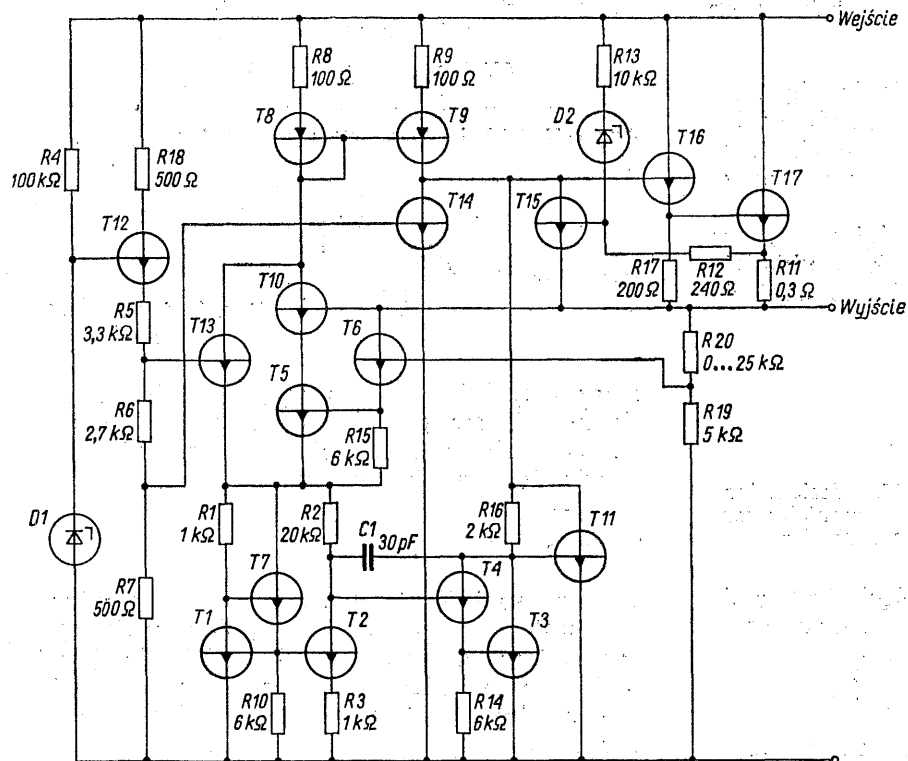 Wejście
R8
100 Ω
R9
100 Ω
R13
10 kΩ
T8
T9
D2
T16
R4
100 kΩ
R18
500 Ω
T17
T14
T15
T12
R17
200 Ω
R12
240 Ω
R11
0,3 Ω
T10
R5
3,3 kΩ
T13
T6
Wyjście
R20
0...25 kΩ
T5
R6
2,7 kΩ
R15
6 kΩ
R19
5 kΩ
D1
R1
1 kΩ
R2
20 kΩ
C1
30 pF
R16
2 kΩ
T11
T7
T4
R7
500 Ω
T1
T2
T3
R10
6 kΩ
R3
1 kΩ
R14
6 kΩ